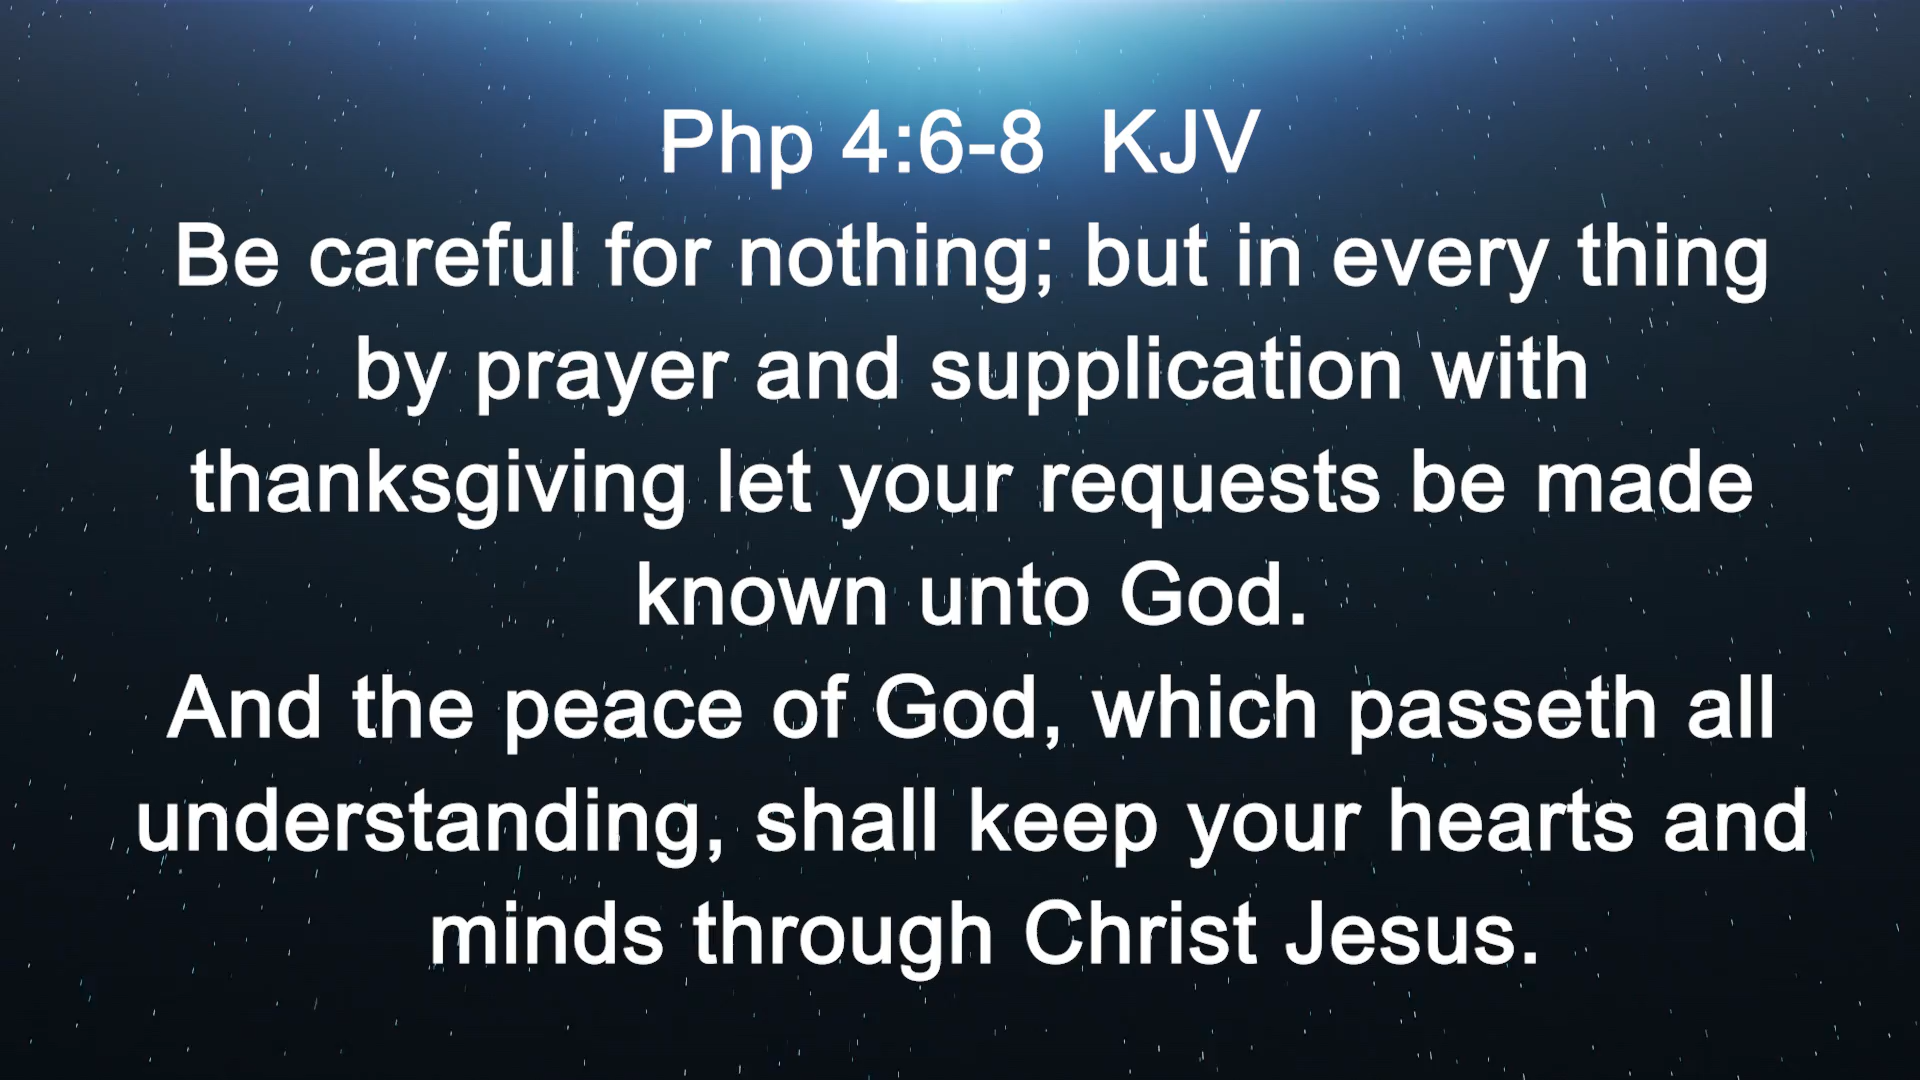 Php 4:6-8  KJV
Be careful for nothing; but in every thing
by prayer and supplication with
thanksgiving let your requests be made
known unto God.
And the peace of God, which passeth all
understanding, shall keep your hearts and
minds through Christ Jesus.